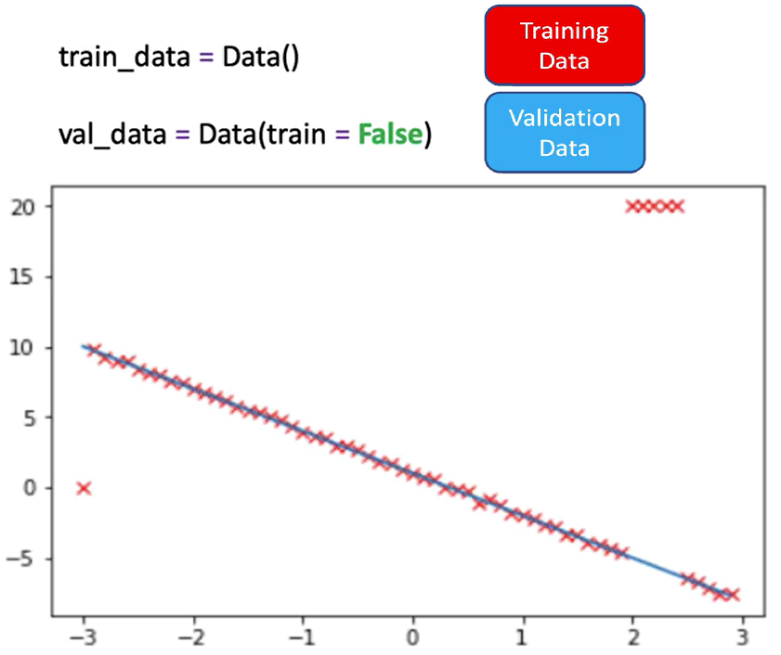 train_data = Data()
Training
Data
val_data = Data(train = False)
Validation
Data
20
15
10
5
0
−5
−3 −2 −1 0 1 2 3